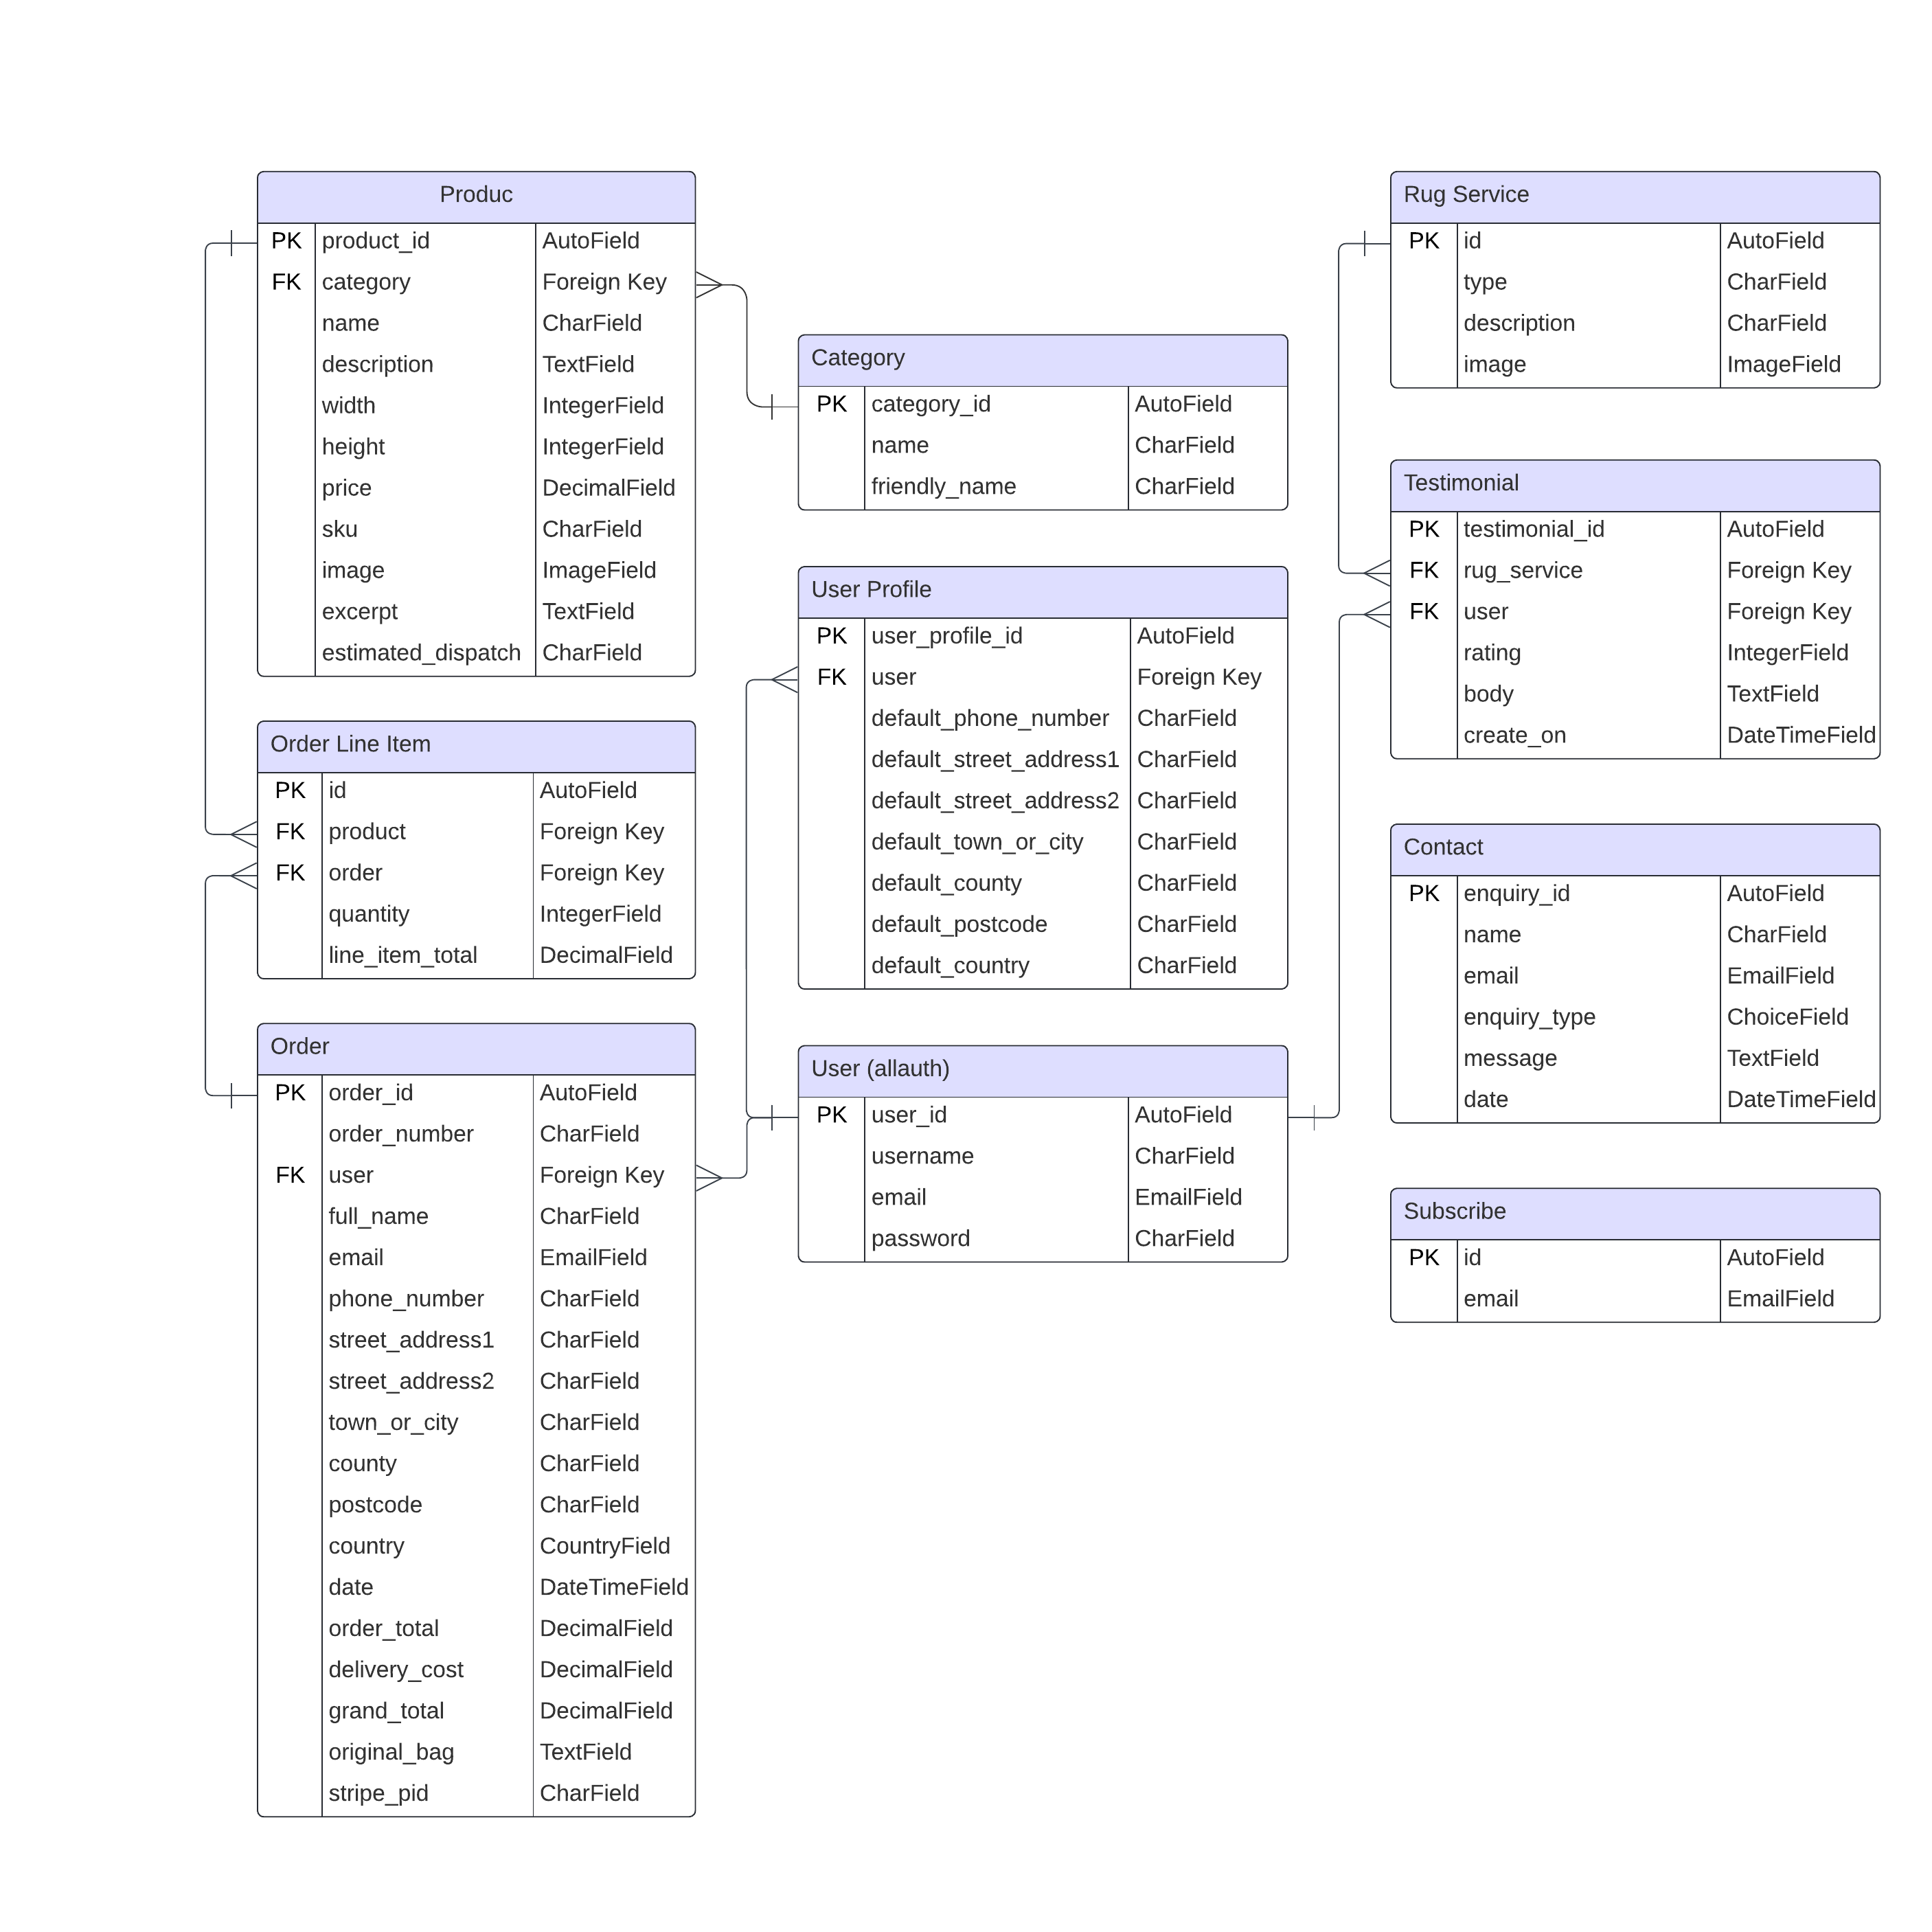 Produc
PK product_id AutoField
FK category Foreign Key
name CharField
description TextField
width IntegerField
height IntegerField
price DecimalField
sku CharField
image ImageField
excerpt TextField
estimated_dispatch CharField
Order Line Item
PK id AutoField
FK product Foreign Key
FK order Foreign Key
quantity IntegerField
line_item_total DecimalField
Order
PK order_id AutoField
order_number CharField
FK user Foreign Key
full_name CharField
email EmailField
phone_number CharField
street_address1 CharField
street_address2 CharField
town_or_city CharField
county CharField
postcode CharField
country CountryField
date DateTimeField
order_total DecimalField
delivery_cost DecimalField
grand_total DecimalField
original_bag TextField
stripe_pid CharField
Category
PK category_id AutoField
name CharField
friendly_name CharField
User Profile
PK user_profile_id AutoField
FK user Foreign Key
default_phone_number CharField
default_street_address1 CharField
default_street_address2 CharField
default_town_or_city CharField
default_county CharField
default_postcode CharField
default_country CharField
User (allauth)
PK user_id AutoField
username CharField
email EmailField
password CharField
Rug Service
PK id AutoField
type CharField
description CharField
image ImageField
Testimonial
PK testimonial_id AutoField
FK rug_service Foreign Key
FK user Foreign Key
rating IntegerField
body TextField
create_on DateTimeField
Contact
PK enquiry_id AutoField
name CharField
email EmailField
enquiry_type ChoiceField
message TextField
date DateTimeField
Subscribe
PK id AutoField
email EmailField